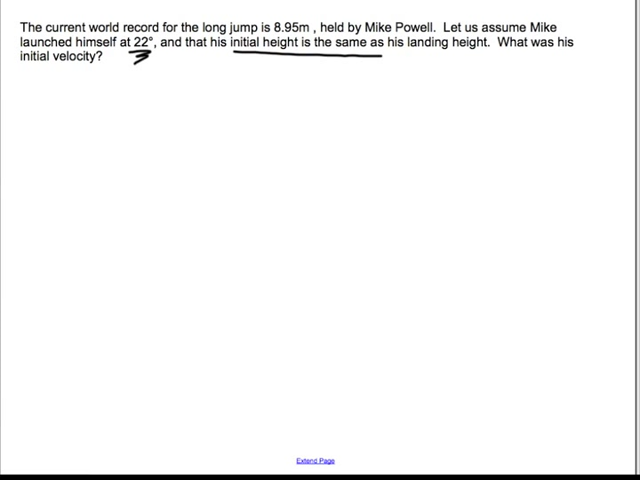 The current world record for the long jump is 8.95m , held by Mike Powell. Let us assume Mike
launched himself at 22°, and that his initial height is the same as his landing height. What was his
initial velocity?
Extend Page